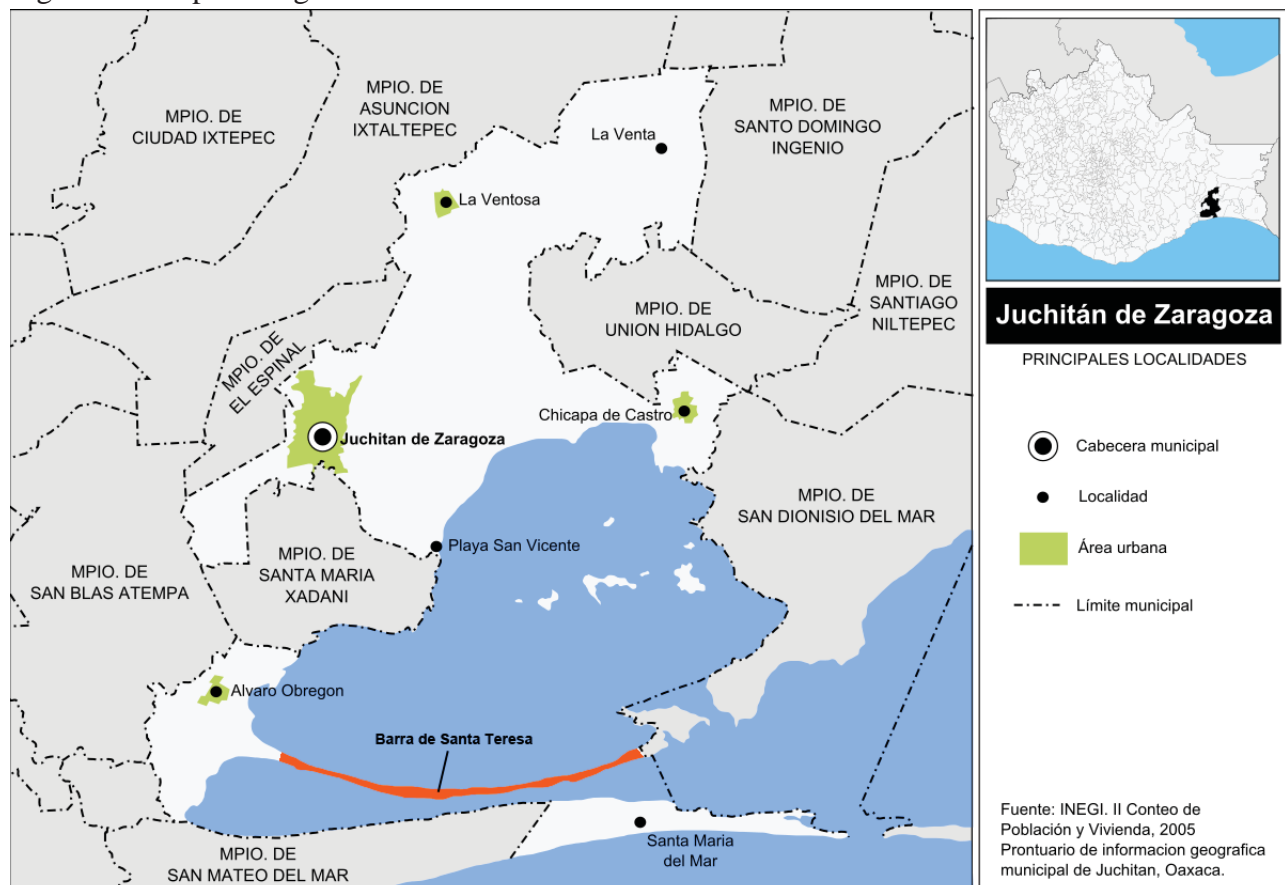 MPIO. DE
CIUDAD IXTEPEC
MPIO. DE
ASUNCION
IXTALTEPEC
La Venta
MPIO. DE
SANTO DOMINGO
INGENIO
La Ventosa
MPIO. DE
EL ESPINAL
MPIO. DE
UNION HIDALGO
MPIO. DE
SANTIAGO
NILTEPEC
Chicapa de Castro
Juchitan de Zaragoza
MPIO. DE
SAN DIONISIO DEL MAR
Playa San Vicente
MPIO. DE
SANTA MARIA
XADANI
MPIO. DE
SAN BLAS ATEMPA
Alvaro Obregon
Barra de Santa Teresa
Santa Maria
del Mar
MPIO. DE
SAN MATEO DEL MAR
Juchitán de Zaragoza
PRINCIPALES LOCALIDADES
Cabecera municipal
Localidad
Área urbana
Límite municipal
Fuente: INEGI. II Conteo de
Población y Vivienda, 2005
Prontuario de informacion geografica
municipal de Juchitan, Oaxaca.